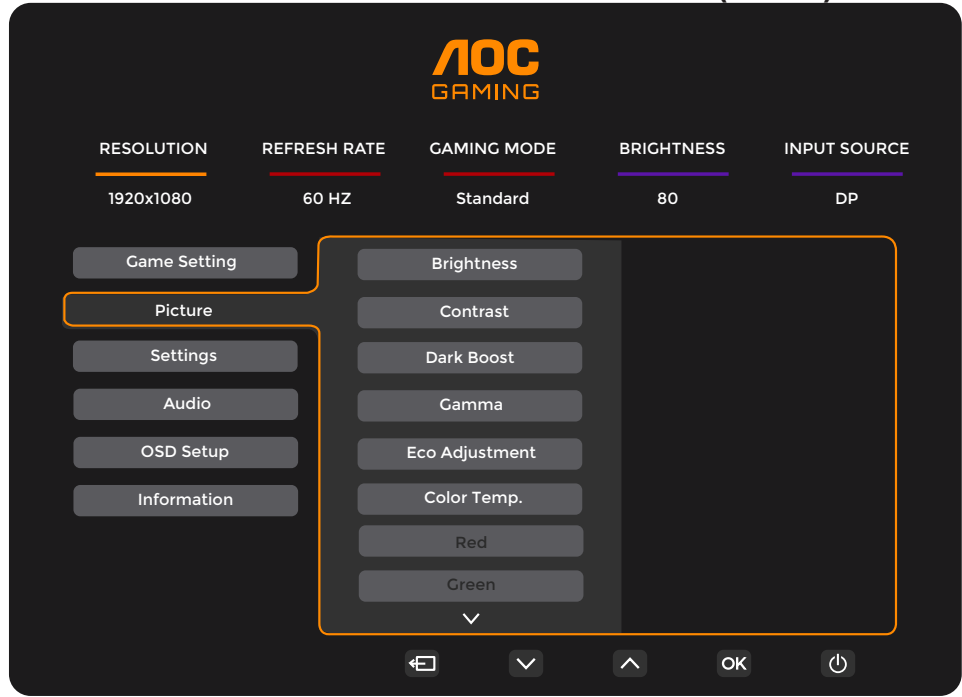 AOC
GAMING
RESOLUTION REFRESH RATE GAMING MODE BRIGHTNESS INPUT SOURCE
1920x1080 60 HZ Standard 80 DP
Game Setting
Picture
Settings
Audio
OSD Setup
Information
Brightness
Contrast
Dark Boost
Gamma
Eco Adjustment
Color Temp.
Red
Green
OK